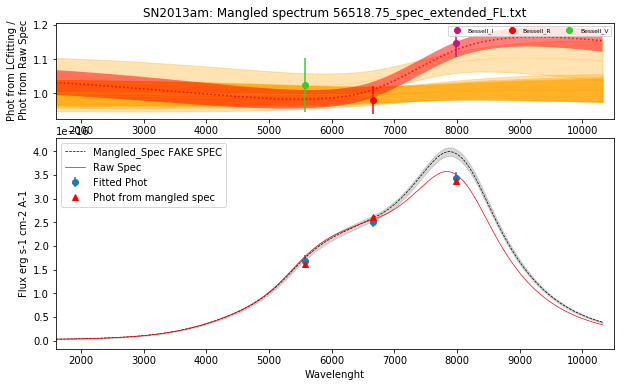 SN2013am: Mangled spectrum 56518.75_spec_extended_FL.txt
Phot from LCfitting /
Phot from Raw Spec
1.2
1.1
1.0
Bessell_I
Bessell_R
Bessell_V
2000 3000 4000 5000 6000 7000 8000 9000 10000
1e-16
Flux erg s-1 cm-2 A-1
4.0
3.5
3.0
2.5
2.0
1.5
1.0
0.5
0.0
Mangled_Spec FAKE SPEC
Raw Spec
Fitted Phot
Phot from mangled spec
2000 3000 4000 5000 6000 7000 8000 9000 10000
Wavelenght